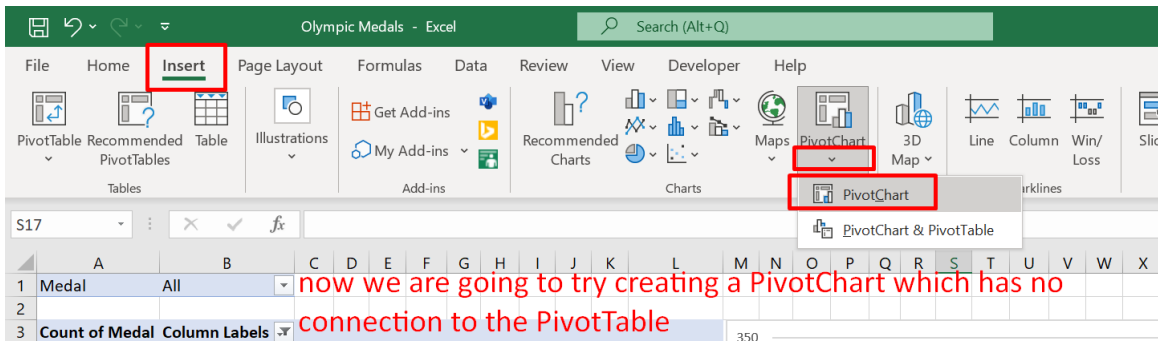 Olympic Medals - Excel
Search (Alt+Q)
File Home Insert Page Layout Formulas Data Review View Developer Help
PivotTable
Recommended PivotTables
Table
Illustrations
Get Add-ins
My Add-ins
Recommended Charts
Maps
PivotChart
3D Map
Line
Column
Win/Loss
Tables
Add-ins
Charts
PivotChart
PivotChart & PivotTable
S17
fx
A B C D E F G H I J K L M N O P Q R S T U V W X
1 Medal All
now we are going to try creating a PivotChart which has no
2
connection to the PivotTable
3 Count of Medal Column Labels
350